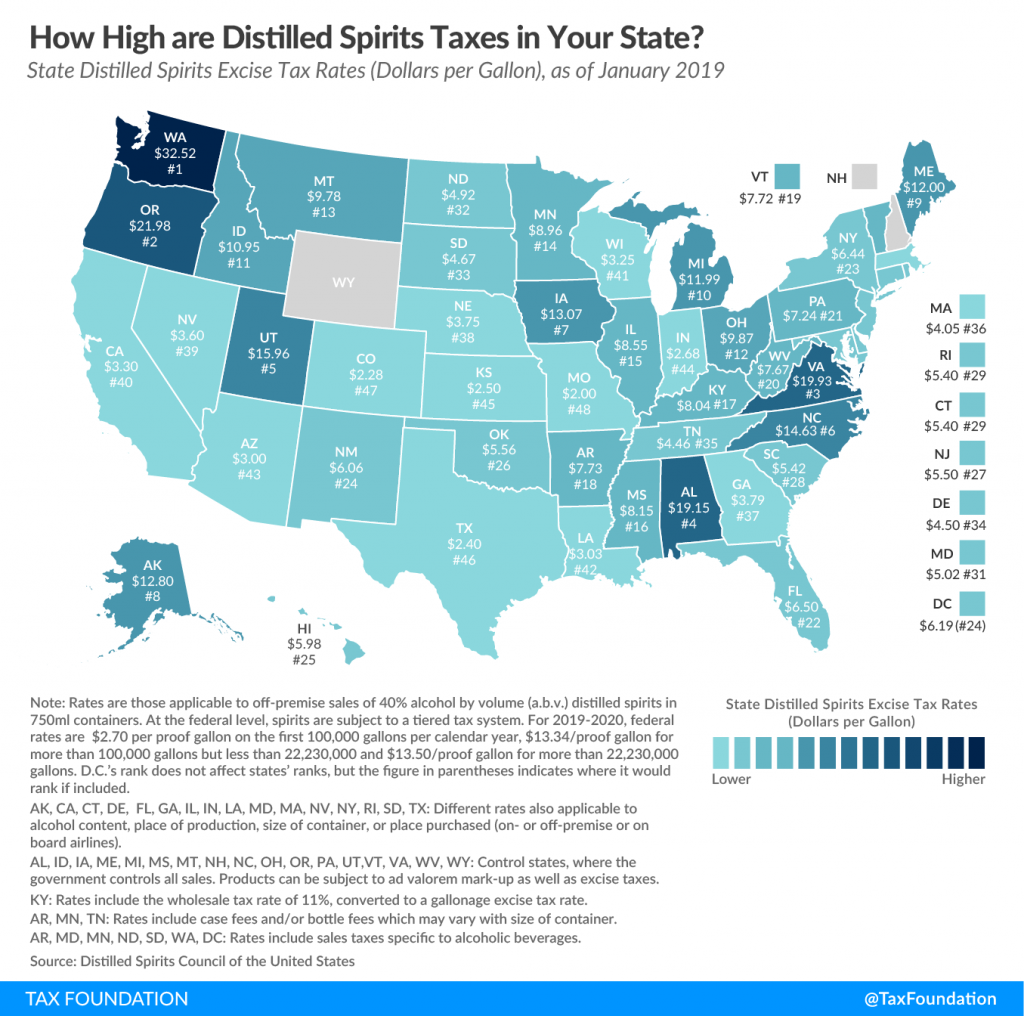 How High are Distilled Spirits Taxes in Your State?
State Distilled Spirits Excise Tax Rates (Dollars per Gallon), as of January 2019
WA
$32.52
#1
OR
$21.98
#2
ID
$10.95
#11
MT
$9.78
#13
WY
NV
$3.60
#39
CA
$3.30
#40
UT
$15.96
#5
AZ
$3.00
#43
CO
$2.28
#47
NM
$6.06
#24
ND
$4.92
#32
SD
$4.67
#33
NE
$3.75
#38
KS
$2.50
#45
OK
$5.56
#26
TX
$2.40
#46
MN
$8.96
#14
IA
$13.07
#7
MO
$2.00
#48
AR
$7.73
#18
LA
$3.03
#42
WI
$3.25
#41
IL
$8.55
#15
MI
$11.99
#10
IN
$2.68
#44
OH
$9.87
#12
KY
$8.04 #17
TN
$4.46 #35
MS
$8.15
#16
AL
$19.15
#4
GA
$3.79
#37
FL
$6.50
#22
SC
$5.42
#28
NC
$14.63 #6
VA
$19.93
#3
WV
$7.67
#20
PA
$7.24 #21
NY
$6.44
#23
VT
$7.72 #19
NH
ME
$12.00
#9
MA
$4.05 #36
RI
$5.40 #29
CT
$5.40 #29
NJ
$5.50 #27
DE
$4.50 #34
MD
$5.02 #31
DC
$6.19 (#24)
AK
$12.80
#8
HI
$5.98
#25
Note: Rates are those applicable to off-premise sales of 40% alcohol by volume (a.b.v.) distilled spirits in
750ml containers. At the federal level, spirits are subject to a tiered tax system. For 2019-2020, federal
rates are $2.70 per proof gallon on the first 100,000 gallons per calendar year, $13.34/proof gallon for
more than 100,000 gallons but less than 22,230,000 and $13.50/proof gallon for more than 22,230,000
gallons. D.C.'s rank does not affect states' ranks, but the figure in parentheses indicates where it would
rank if included.
AK, CA, CT, DE, FL, GA, IL, IN, LA, MD, MA, NV, NY, RI, SD, TX: Different rates also applicable to
alcohol content, place of production, size of container, or place purchased (on- or off-premise or on
board airlines).
AL, ID, IA, ME, MI, MS, MT, NH, NC, OH, OR, PA, UT,VT, VA, WV, WY: Control states, where the
government controls all sales. Products can be subject to ad valorem mark-up as well as excise taxes.
KY: Rates include the wholesale tax rate of 11%, converted to a gallonage excise tax rate.
AR, MN, TN: Rates include case fees and/or bottle fees which may vary with size of container.
AR, MD, MN, ND, SD, WA, DC: Rates include sales taxes specific to alcoholic beverages.
Source: Distilled Spirits Council of the United States
State Distilled Spirits Excise Tax Rates
(Dollars per Gallon)
Lower
Higher
TAX FOUNDATION
@TaxFoundation